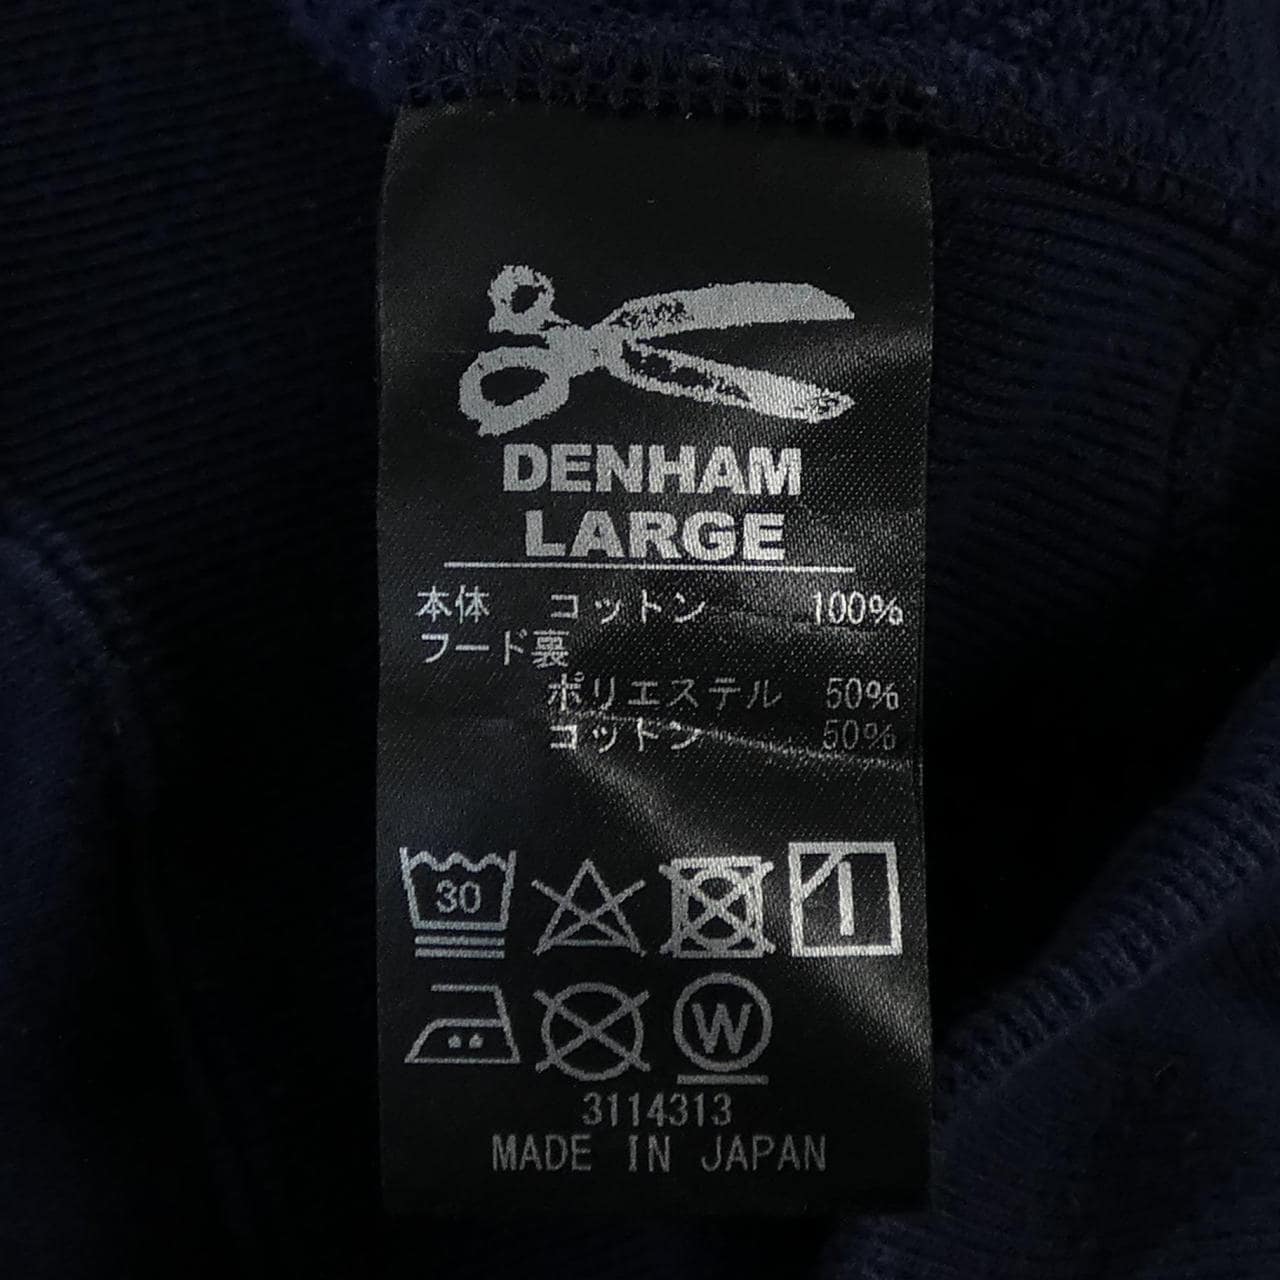 DENHAM
LARGE
本体 コットン 100%
フード裏
ポリエステル 50%
コットン 50%
30
W
3114313
MADE IN JAPAN